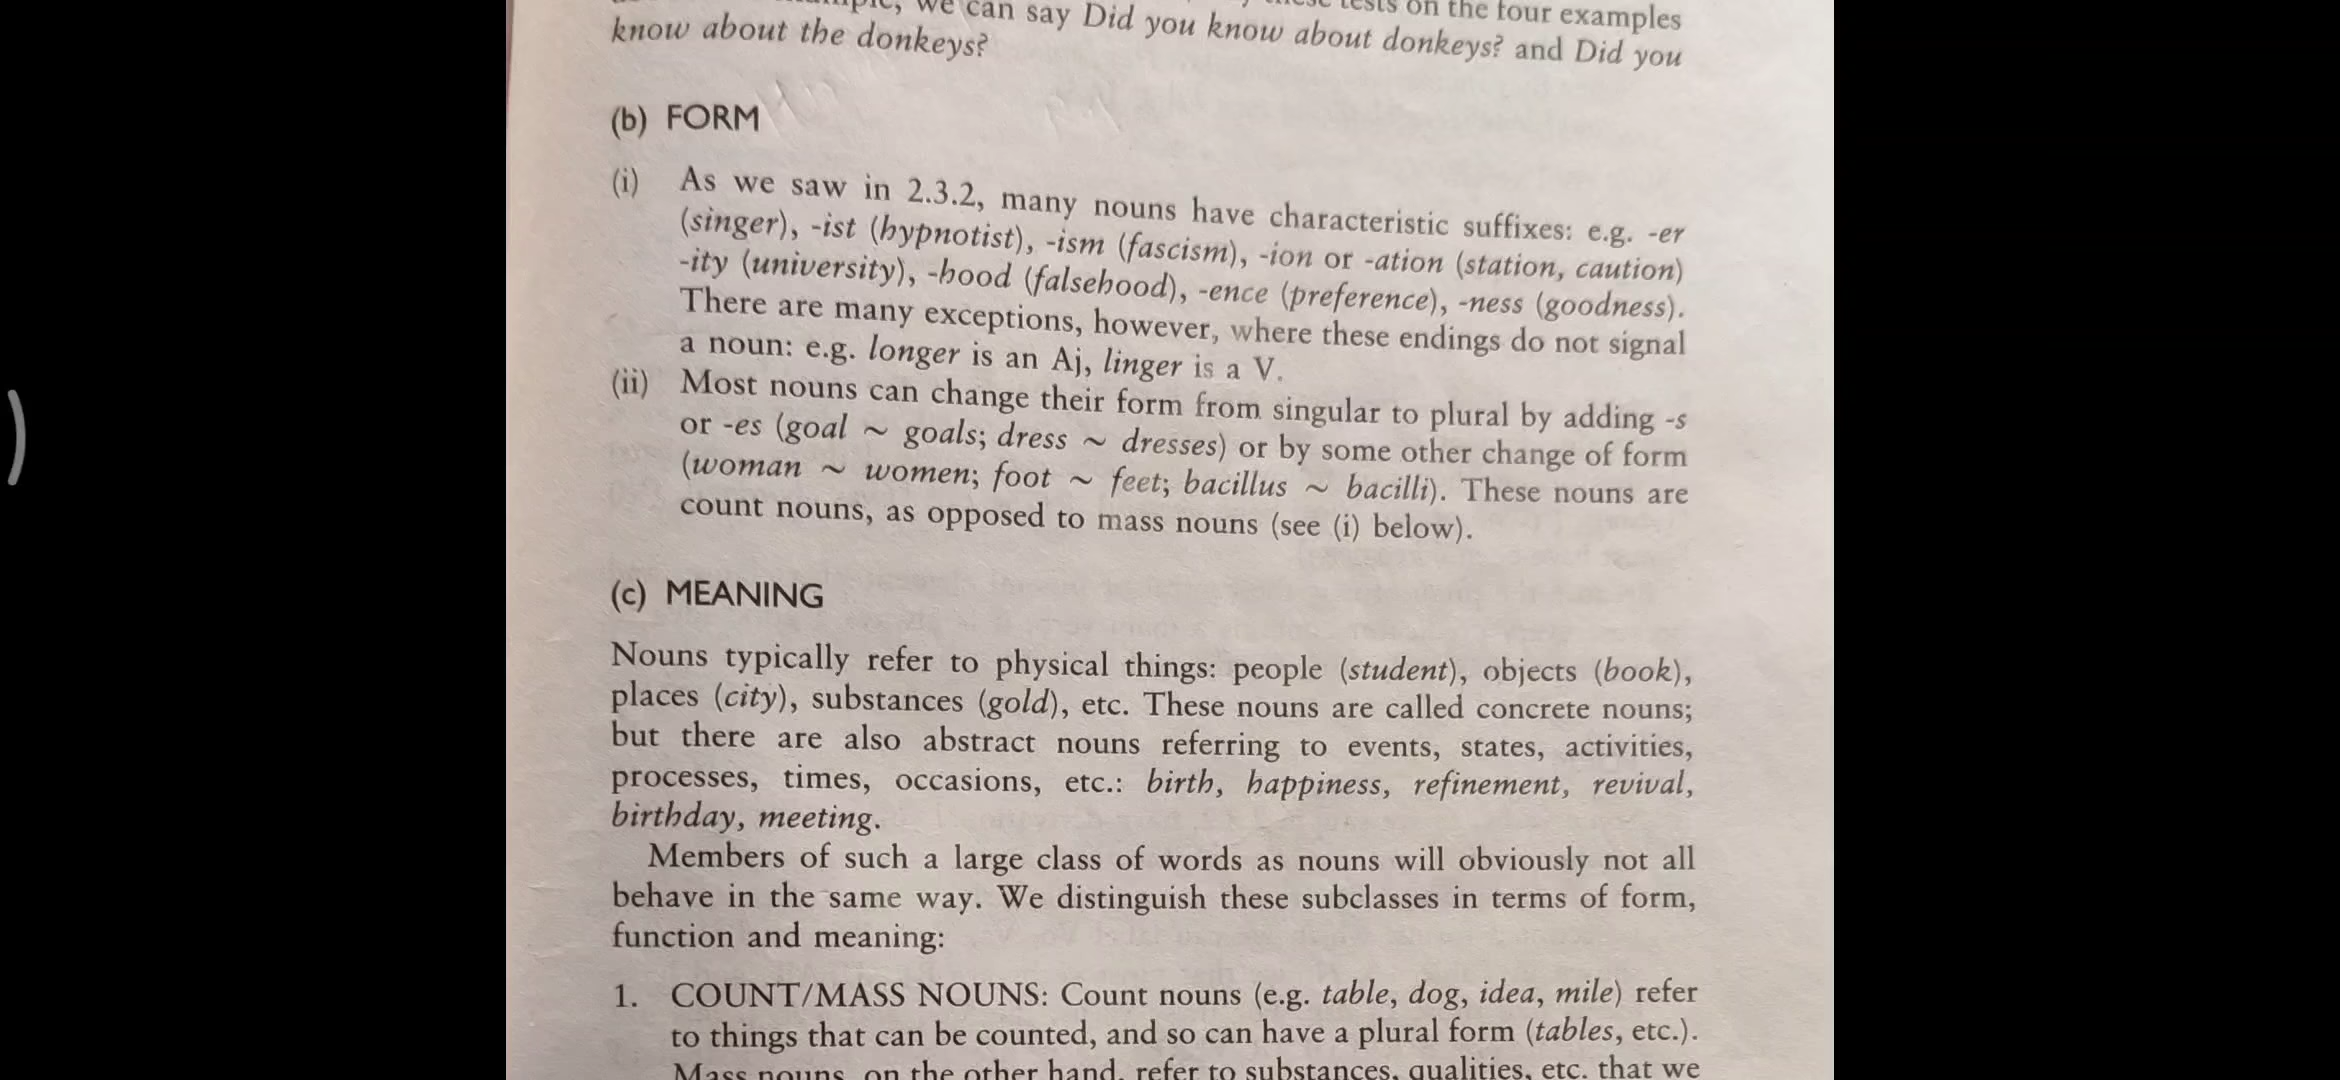 we can say Did you know about donkeys? and Did you
tests on the four examples
know about the donkeys?
(b) FORM
(i) As we saw in 2.3.2, many nouns have characteristic suffixes: e.g. -er
(singer), -ist (hypnotist), -ism (fascism), -ion or -ation (station, caution)
-ity (university), -hood (falsehood), -ence (preference), -ness (goodness).
There are many exceptions, however, where these endings do not signal
a noun: e.g. longer is an Aj, linger is a V.
(ii) Most nouns can change their form from singular to plural by adding -s
or -es (goal ~ goals; dress ~ dresses) or by some other change of form
(woman ~ women; foot ~ feet; bacillus ~ bacilli). These nouns are
count nouns, as opposed to mass nouns (see (i) below).
(c) MEANING
Nouns typically refer to physical things: people (student), objects (book),
places (city), substances (gold), etc. These nouns are called concrete nouns;
but there are also abstract nouns referring to events, states, activities,
processes, times, occasions, etc.: birth, happiness, refinement, revival,
birthday, meeting.
Members of such a large class of words as nouns will obviously not all
behave in the same way. We distinguish these subclasses in terms of form,
function and meaning:
1. COUNT/MASS NOUNS: Count nouns (e.g. table, dog, idea, mile) refer
to things that can be counted, and so can have a plural form (tables, etc.).
Mass nouns, on the other hand, refer to substances, qualities, etc. that we